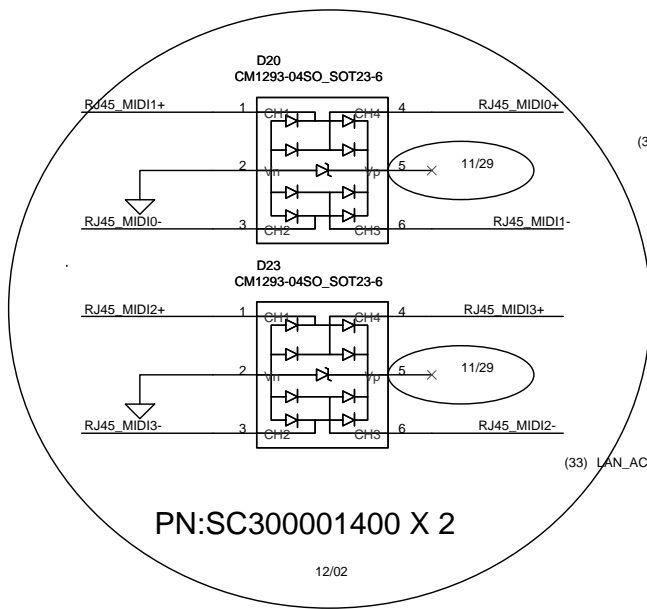 D20
CM1293-04SO_SOT23-6
RJ45_MIDI1+ 1 CH1 CH4 4 RJ45_MIDI0+
(3
2 Vn Vp 5 11/29
RJ45_MIDI0- 3 CH2 CH3 6 RJ45_MIDI1-
D23
CM1293-04SO_SOT23-6
RJ45_MIDI2+ 1 CH1 CH4 4 RJ45_MIDI3+
2 Vn Vp 5 11/29
RJ45_MIDI3- 3 CH2 CH3 6 RJ45_MIDI2-
(33) LAN_AC
PN:SC300001400 X 2
12/02